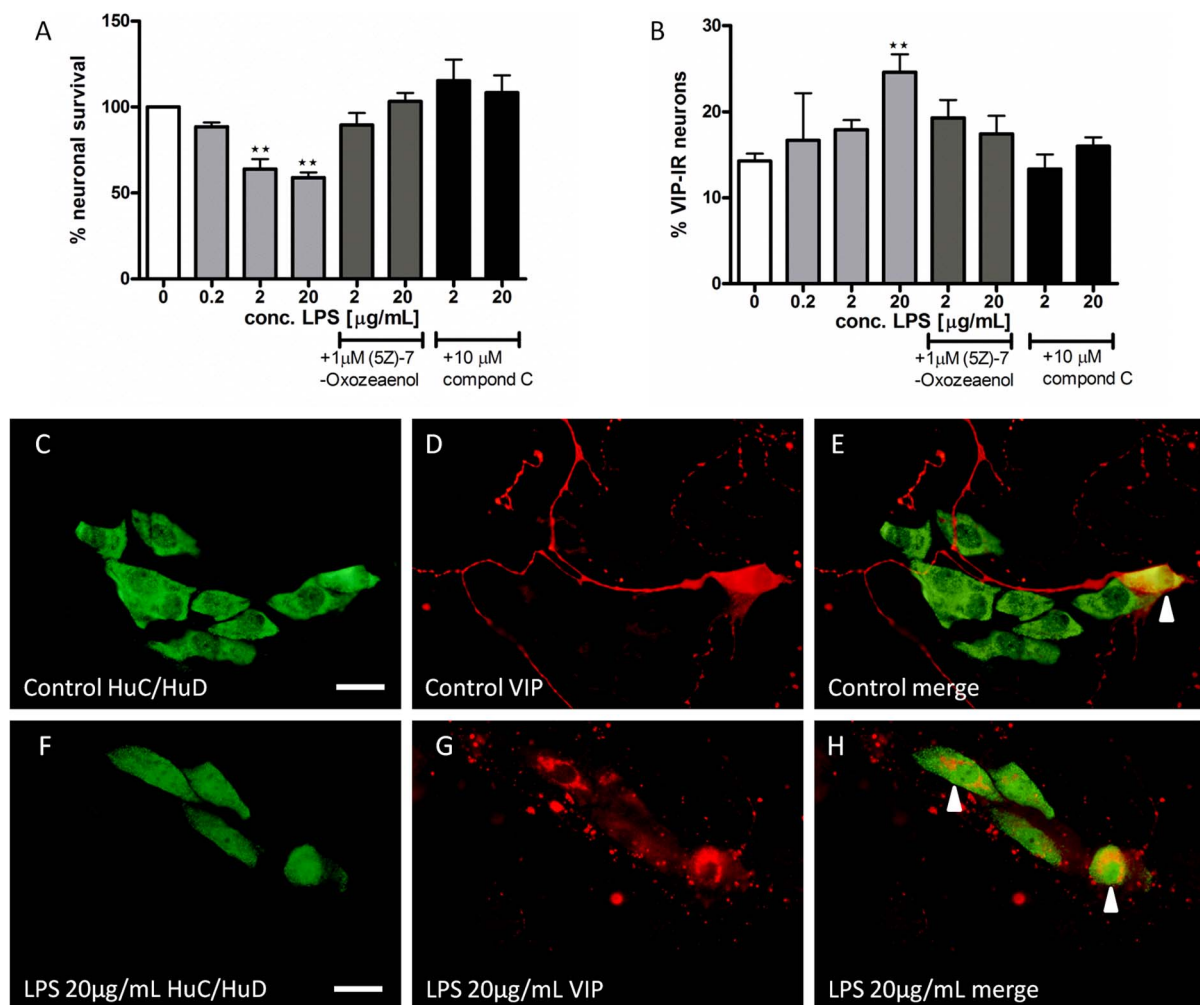 A
% neuronal survival
150
100
50
0
★★
★★
0 0.2 2 20 2 20 2 20
conc. LPS [μg/mL]
+1μM (5Z)-7
-Oxozeaenol
+10 μM
compond C
B
% VIP-IR neurons
30
20
10
0
★★
0 0.2 2 20 2 20 2 20
conc. LPS [μg/mL]
+1μM (5Z)-7
-Oxozeaenol
+10 μM
compond C
C
Control HuC/HuD
D
Control VIP
E
Control merge
F
LPS 20μg/mL HuC/HuD
G
LPS 20μg/mL VIP
H
LPS 20μg/mL merge